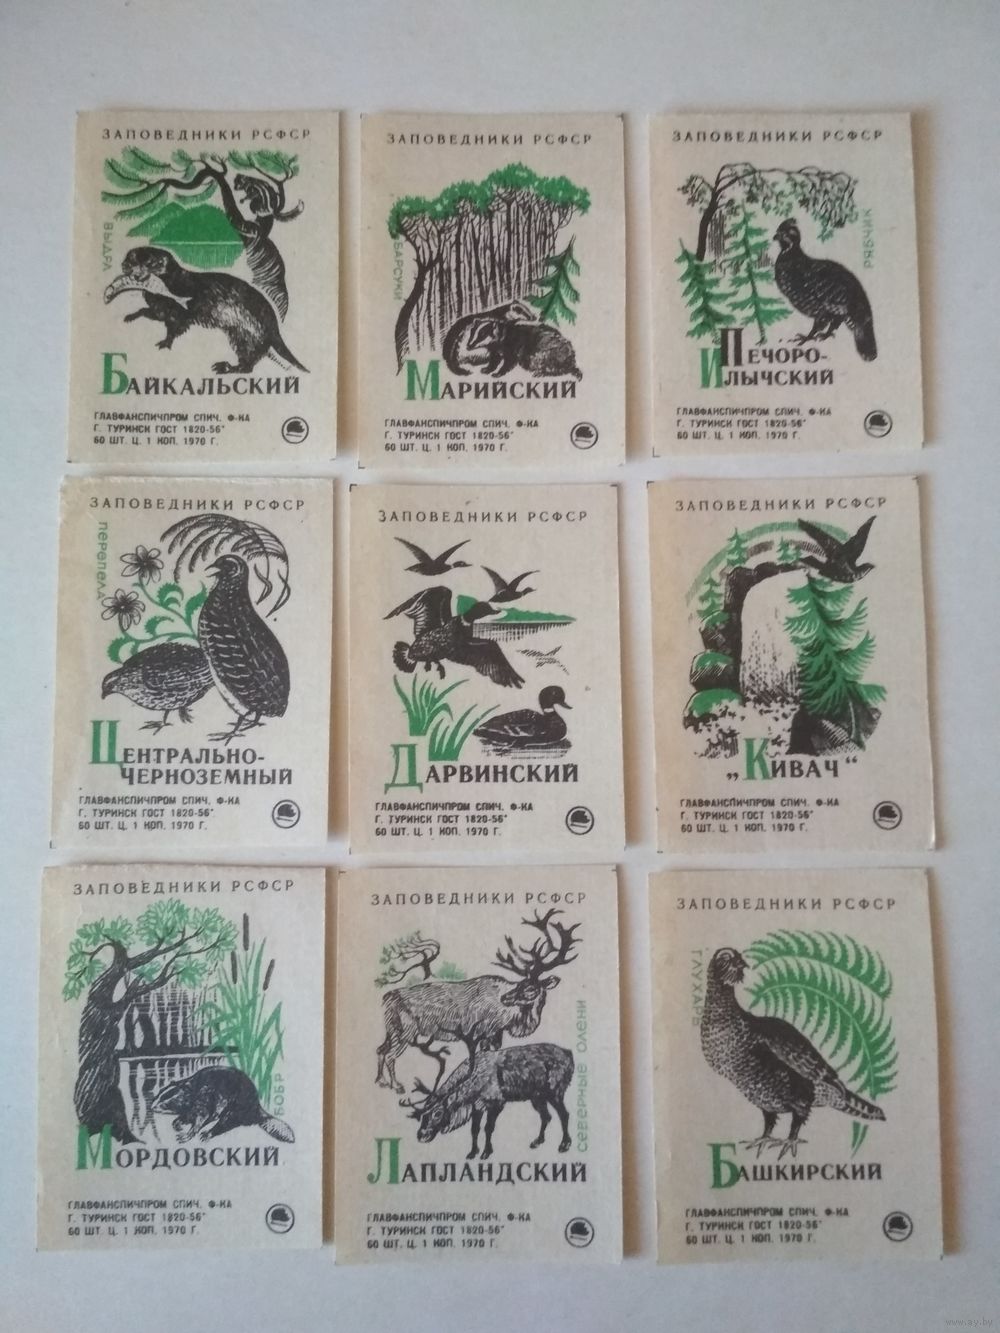 ЗАПОВЕДНИКИ РСФСР
ВЫДРА
БАЙКАЛЬСКИЙ
ГЛАВФАНСПИЧПРОМ СПИЧ. Ф-КА
Г. ТУРИНСК ГОСТ 1820-56*
60 ШТ. Ц. 1 КОП. 1970 Г.
ЗАПОВЕДНИКИ РСФСР
БАРСУКИ
МАРИЙСКИЙ
ГЛАВФАНСПИЧПРОМ СПИЧ. Ф-КА
Г. ТУРИНСК ГОСТ 1820-56*
60 ШТ. Ц. 1 КОП. 1970 Г.
ЗАПОВЕДНИКИ РСФСР
РЯБЧИК
ПЕЧОРО-
ИЛЫЧСКИЙ
ГЛАВФАНСПИЧПРОМ СПИЧ. Ф-КА
Г. ТУРИНСК ГОСТ 1820-56*
60 ШТ. Ц. 1 КОП. 1970 Г.
ЗАПОВЕДНИКИ РСФСР
ПЕРЕПЕЛА
ЦЕНТРАЛЬНО-
ЧЕРНОЗЕМНЫЙ
ГЛАВФАНСПИЧПРОМ СПИЧ. Ф-КА
Г. ТУРИНСК ГОСТ 1820-56*
60 ШТ. Ц. 1 КОП. 1970 Г.
ЗАПОВЕДНИКИ РСФСР
ДАРВИНСКИЙ
ГЛАВФАНСПИЧПРОМ СПИЧ. Ф-КА
Г. ТУРИНСК ГОСТ 1820-56*
60 ШТ. Ц. 1 КОП. 1970 Г.
ЗАПОВЕДНИКИ РСФСР
„КИВАЧ“
ГЛАВФАНСПИЧПРОМ СПИЧ. Ф-КА
Г. ТУРИНСК ГОСТ 1820-56*
60 ШТ. Ц. 1 КОП. 1970 Г.
ЗАПОВЕДНИКИ РСФСР
БОБР
МОРДОВСКИЙ
ГЛАВФАНСПИЧПРОМ СПИЧ. Ф-КА
Г. ТУРИНСК ГОСТ 1820-56*
60 ШТ. Ц. 1 КОП. 1970 Г.
ЗАПОВЕДНИКИ РСФСР
СЕВЕРНЫЕ ОЛЕНИ
ЛАПЛАНДСКИЙ
ГЛАВФАНСПИЧПРОМ СПИЧ. Ф-КА
Г. ТУРИНСК ГОСТ 1820-56*
60 ШТ. Ц. 1 КОП. 1970 Г.
ЗАПОВЕДНИКИ РСФСР
ГЛУХАРЬ
БАШКИРСКИЙ
ГЛАВФАНСПИЧПРОМ СПИЧ. Ф-КА
Г. ТУРИНСК ГОСТ 1820-56*
60 ШТ. Ц. 1 КОП. 1970 Г.
www.ay.by